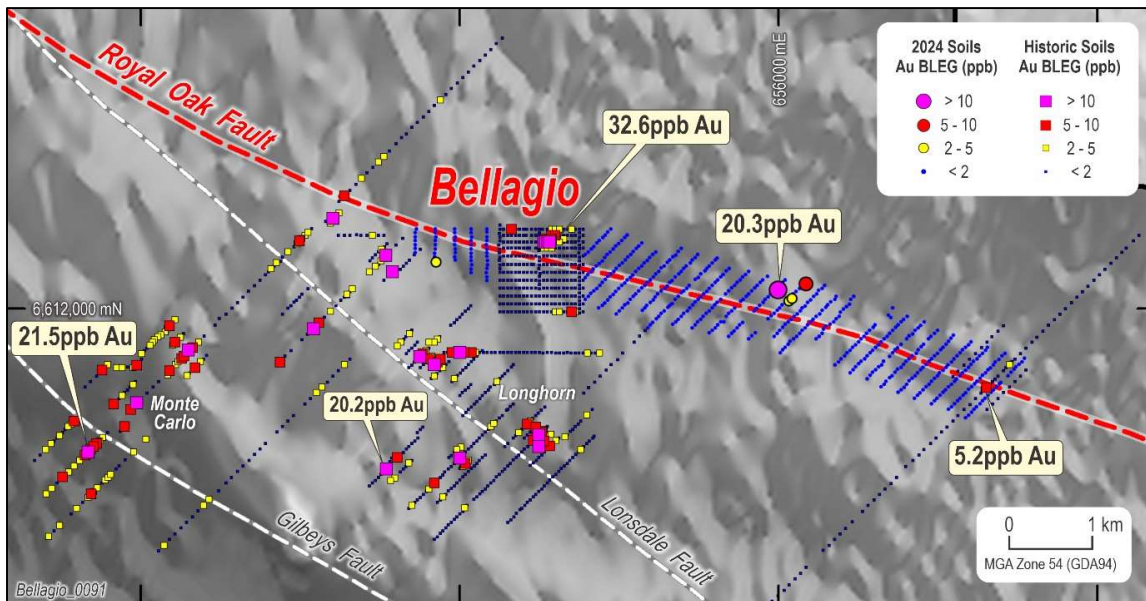 Royal Oak Fault
656000 mE
2024 Soils
Au BLEG (ppb)
> 10
5 - 10
2 - 5
< 2
Historic Soils
Au BLEG (ppb)
> 10
5 - 10
2 - 5
< 2
32.6ppb Au
Bellagio
20.3ppb Au
6,612,000 mN
21.5ppb Au
Monte
Carlo
20.2ppb Au
Longhorn
5.2ppb Au
Gilbeys Fault
Lonsdale Fault
0 1 km
MGA Zone 54 (GDA94)
Bellagio_0091